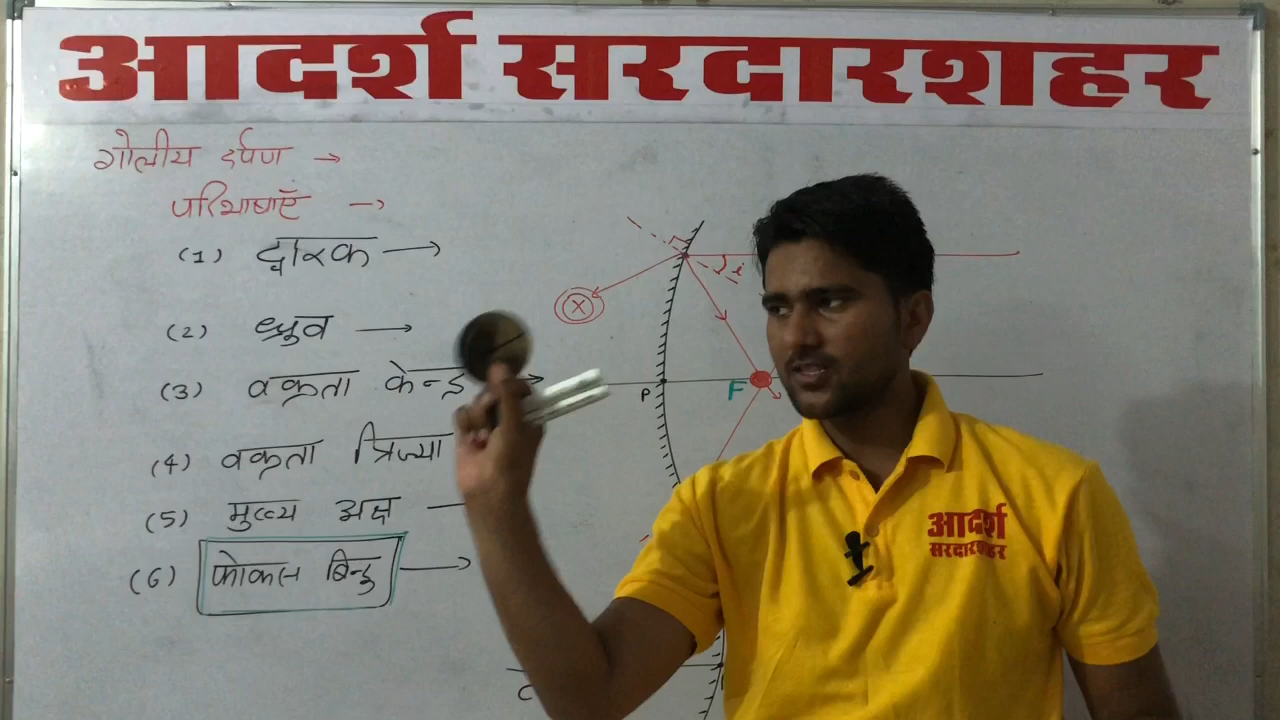 आदर्श सरदारशहर
गोलीय दर्पण →
परिभाषाएँ →
(1) द्वारक →
(2) ध्रुव →
(3) वक्रता केन्द्र →
(4) वक्रता त्रिज्या
(5) मुख्य अक्ष
(6) फोकस बिन्दु →
i
X
P
F
C
आदर्श
सरदारशहर